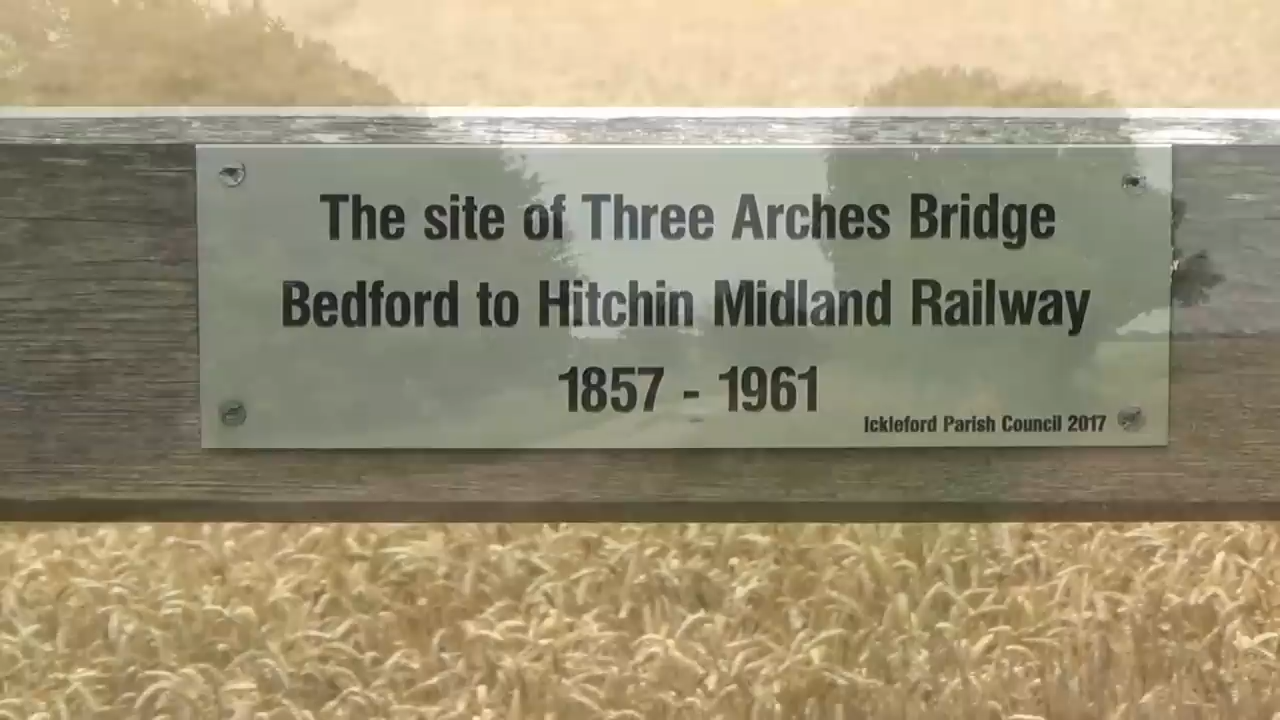 The site of Three Arches Bridge
Bedford to Hitchin Midland Railway
1857 - 1961
Ickleford Parish Council 2017